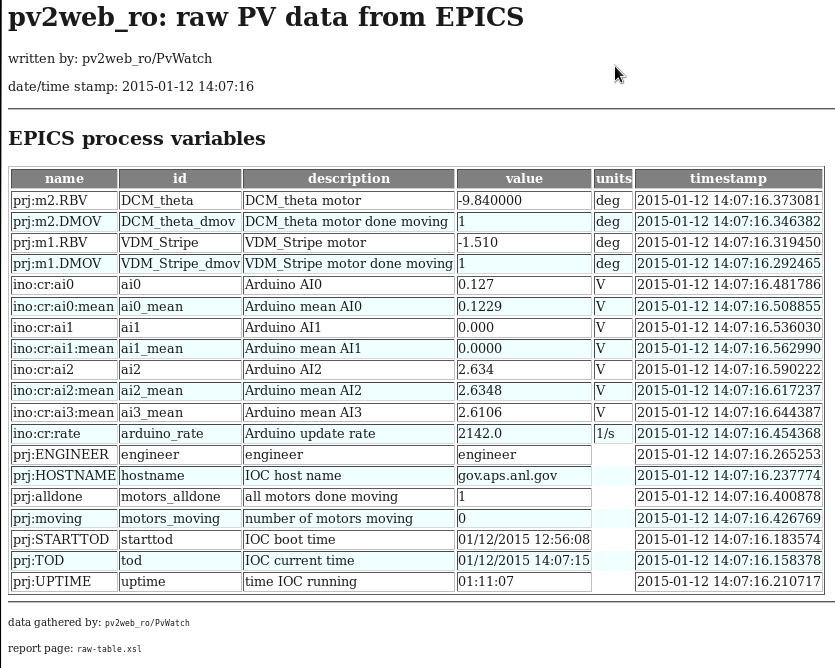 pv2web_ro: raw PV data from EPICS
written by: pv2web_ro/PvWatch
date/time stamp: 2015-01-12 14:07:16
EPICS process variables
name id description value units timestamp
prj:m2.RBV DCM_theta DCM_theta motor -9.840000 deg 2015-01-12 14:07:16.373081
prj:m2.DMOV DCM_theta_dmov DCM_theta motor done moving 1 deg 2015-01-12 14:07:16.346382
prj:m1.RBV VDM_Stripe VDM_Stripe motor -1.510 deg 2015-01-12 14:07:16.319450
prj:m1.DMOV VDM_Stripe_dmov VDM_Stripe motor done moving 1 deg 2015-01-12 14:07:16.292465
ino:cr:ai0 ai0 Arduino AI0 0.127 V 2015-01-12 14:07:16.481786
ino:cr:ai0:mean ai0_mean Arduino mean AI0 0.1229 V 2015-01-12 14:07:16.508855
ino:cr:ai1 ai1 Arduino AI1 0.000 V 2015-01-12 14:07:16.536030
ino:cr:ai1:mean ai1_mean Arduino mean AI1 0.0000 V 2015-01-12 14:07:16.562990
ino:cr:ai2 ai2 Arduino AI2 2.634 V 2015-01-12 14:07:16.590222
ino:cr:ai2:mean ai2_mean Arduino mean AI2 2.6348 V 2015-01-12 14:07:16.617237
ino:cr:ai3:mean ai3_mean Arduino mean AI3 2.6106 V 2015-01-12 14:07:16.644387
ino:cr:rate arduino_rate Arduino update rate 2142.0 1/s 2015-01-12 14:07:16.454368
prj:ENGINEER engineer engineer engineer 2015-01-12 14:07:16.265253
prj:HOSTNAME hostname IOC host name gov.aps.anl.gov 2015-01-12 14:07:16.237774
prj:alldone motors_alldone all motors done moving 1 2015-01-12 14:07:16.400878
prj:moving motors_moving number of motors moving 0 2015-01-12 14:07:16.426769
prj:STARTTOD starttod IOC boot time 01/12/2015 12:56:08 2015-01-12 14:07:16.183574
prj:TOD tod IOC current time 01/12/2015 14:07:15 2015-01-12 14:07:16.158378
prj:UPTIME uptime time IOC running 01:11:07 2015-01-12 14:07:16.210717
data gathered by: pv2web_ro/PvWatch
report page: raw-table.xsl